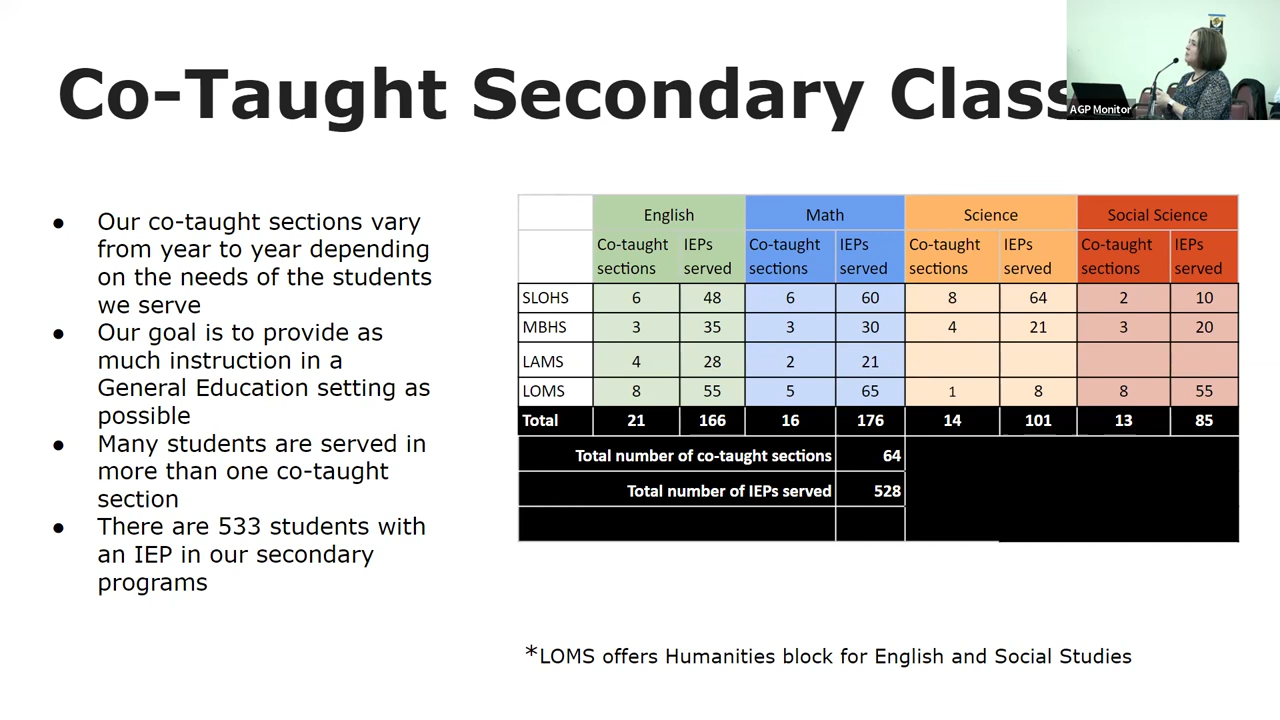 Co-Taught Secondary Class
AGP Monitor
● Our co-taught sections vary
from year to year depending
on the needs of the students
we serve
● Our goal is to provide as
much instruction in a
General Education setting as
possible
● Many students are served in
more than one co-taught
section
● There are 533 students with
an IEP in our secondary
programs
English Math Science Social Science
Co-taught sections IEPs served Co-taught sections IEPs served Co-taught sections IEPs served Co-taught sections IEPs served
SLOHS 6 48 6 60 8 64 2 10
MBHS 3 35 3 30 4 21 3 20
LAMS 4 28 2 21
LOMS 8 55 5 65 1 8 8 55
Total 21 166 16 176 14 101 13 85
Total number of co-taught sections 64
Total number of IEPs served 528
*LOMS offers Humanities block for English and Social Studies